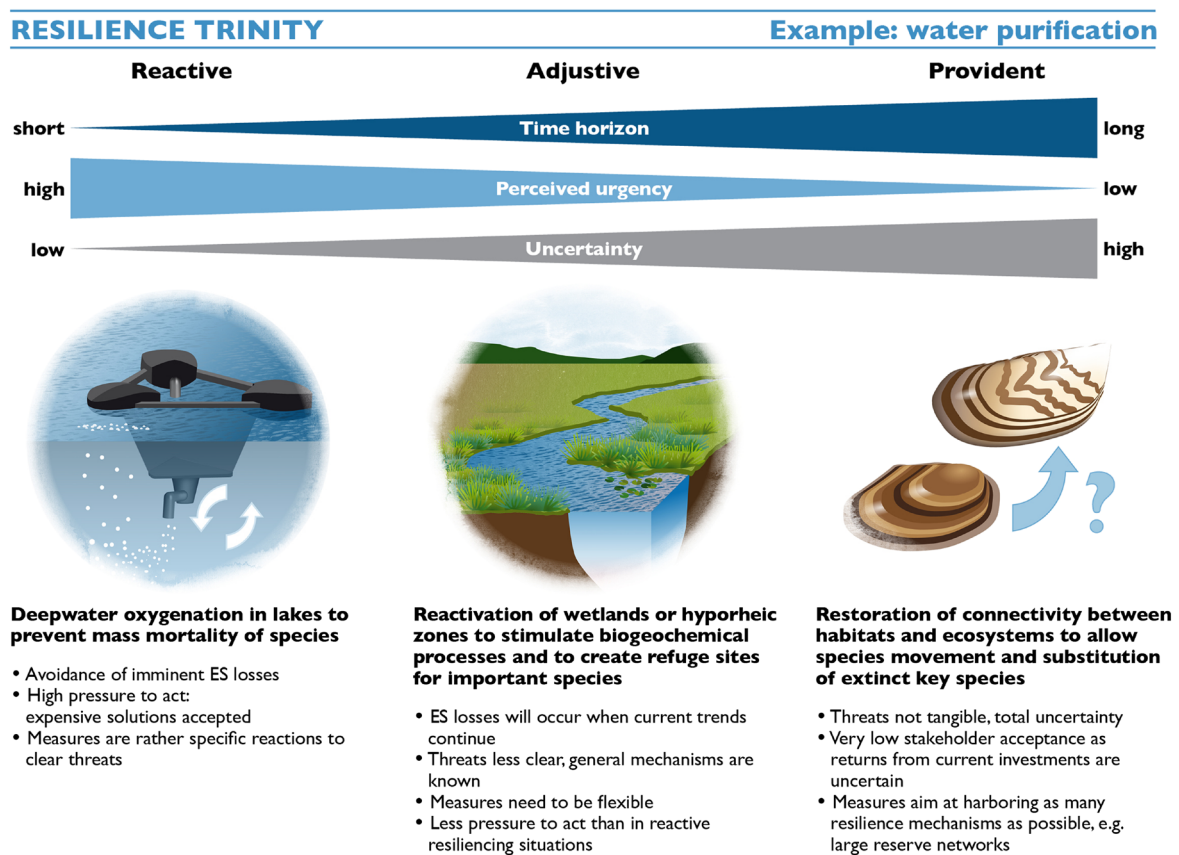 RESILIENCE TRINITY
Example: water purification
Reactive
Adjustive
Provident
short
Time horizon
long
high
Perceived urgency
low
low
Uncertainty
high
?
Deepwater oxygenation in lakes to
prevent mass mortality of species
• Avoidance of imminent ES losses
• High pressure to act:
expensive solutions accepted
• Measures are rather specific reactions to
clear threats
Reactivation of wetlands or hyporheic
zones to stimulate biogeochemical
processes and to create refuge sites
for important species
• ES losses will occur when current trends
continue
• Threats less clear, general mechanisms are
known
• Measures need to be flexible
• Less pressure to act than in reactive
resiliencing situations
Restoration of connectivity between
habitats and ecosystems to allow
species movement and substitution
of extinct key species
• Threats not tangible, total uncertainty
• Very low stakeholder acceptance as
returns from current investments are
uncertain
• Measures aim at harboring as many
resilience mechanisms as possible, e.g.
large reserve networks